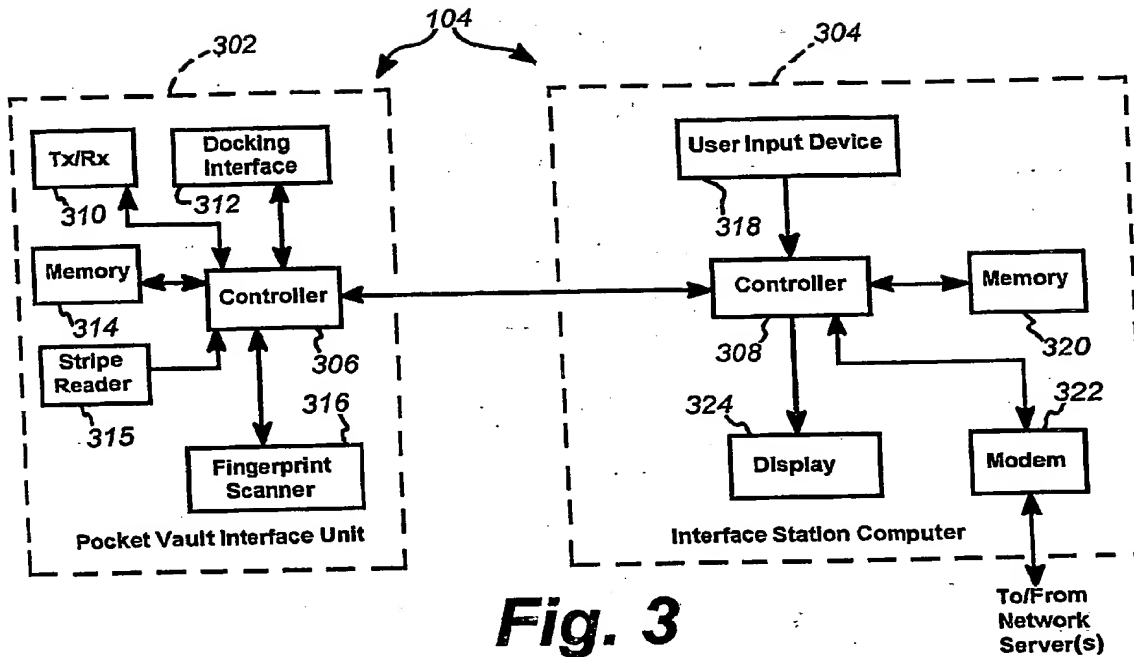 104
302
304
Tx/Rx
310
Docking
Interface
312
Memory
314
Controller
306
Stripe
Reader
315
316
Fingerprint
Scanner
Pocket Vault Interface Unit
User Input Device
318
Controller
308
Memory
320
324
Display
322
Modem
Interface Station Computer
To/From
Network
Server(s)
Fig. 3